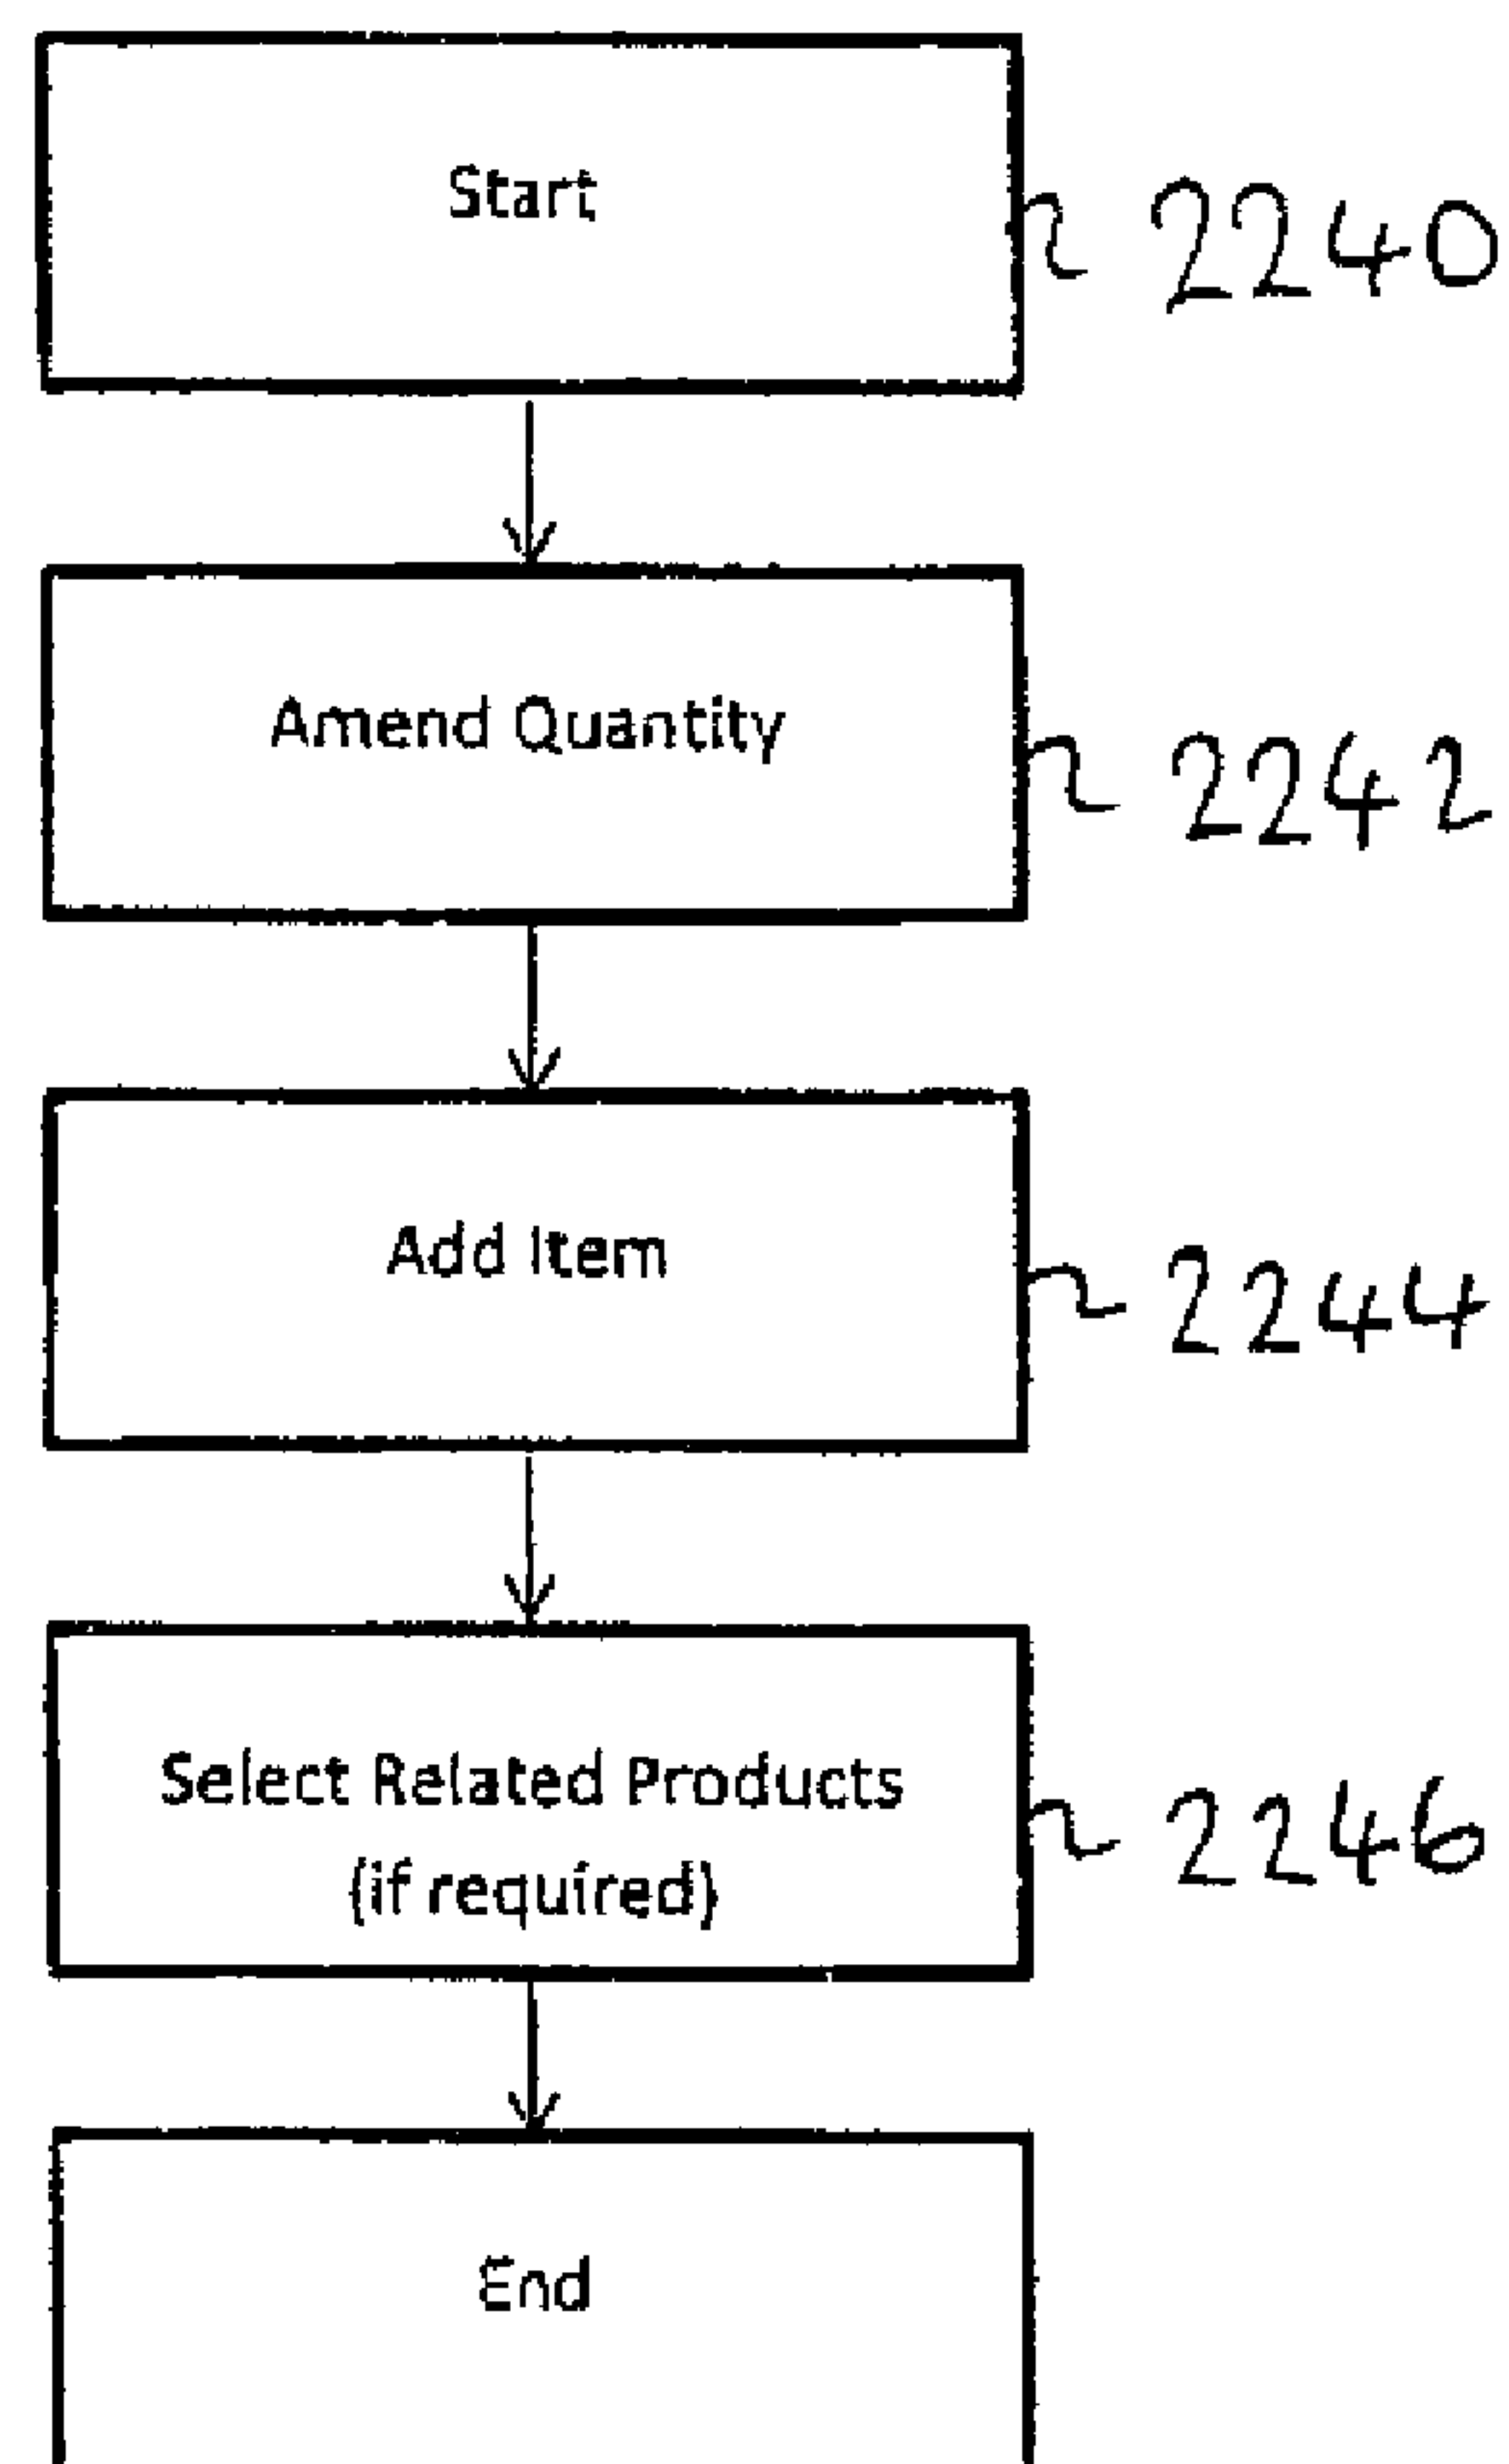 Start
2240
Amend Quantity
2242
Add Item
2244
Select Related Products
(if required)
2246
End